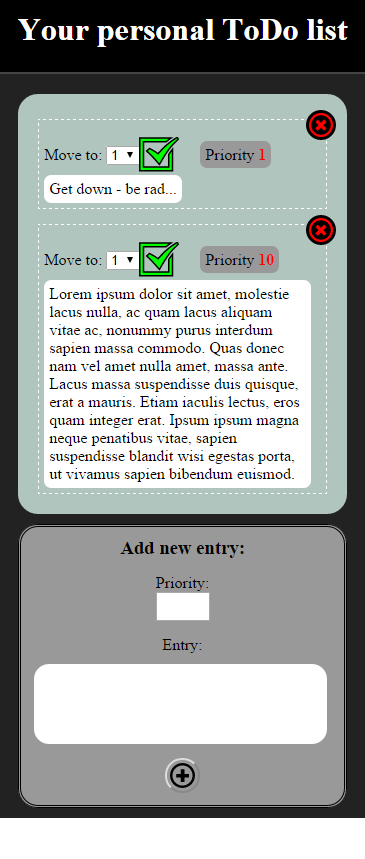 Your personal ToDo list
Move to: 1 Priority 1
Get down - be rad...
Move to: 1 Priority 10
Lorem ipsum dolor sit amet, molestie
lacus nulla, ac quam lacus aliquam
vitae ac, nonummy purus interdum
sapien massa commodo. Quas donec
nam vel amet nulla amet, massa ante.
Lacus massa suspendisse duis quisque,
erat a mauris. Etiam iaculis lectus, eros
quam integer erat. Ipsum ipsum magna
neque penatibus vitae, sapien
suspendisse blandit wisi egestas porta,
ut vivamus sapien bibendum euismod.
Add new entry:
Priority:
Entry: